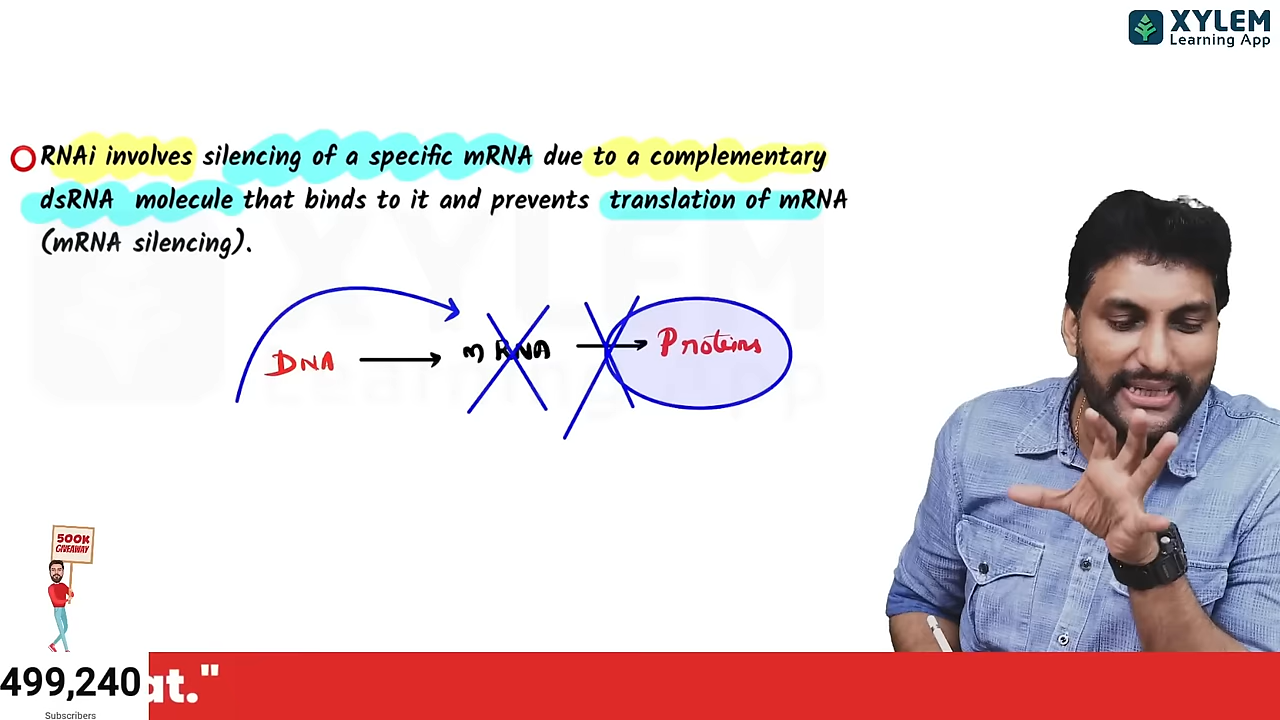 XYLEM
Learning App
RNAi involves silencing of a specific mRNA due to a complementary
dsRNA molecule that binds to it and prevents translation of mRNA
(mRNA silencing).
DNA → mRNA → Proteins
500K
GIVEAWAY
499,240
at."
Subscribers